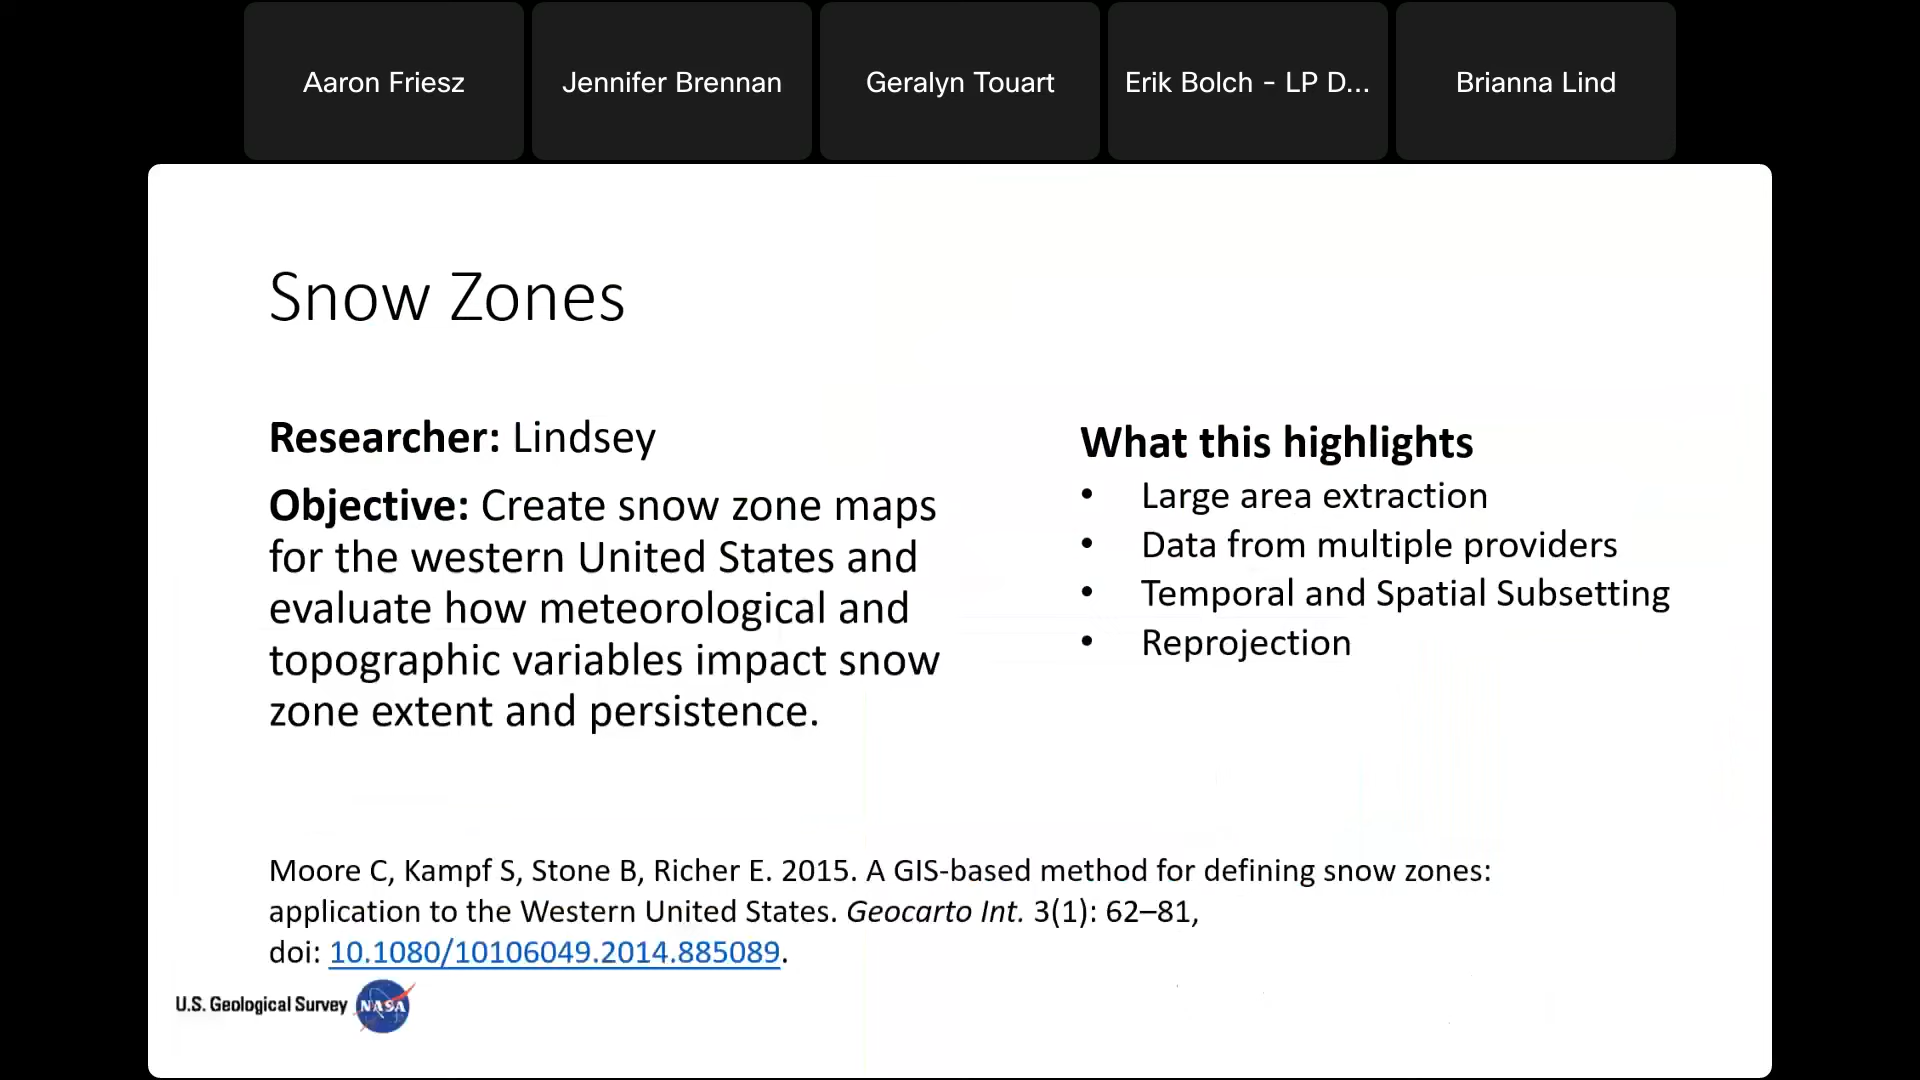 Aaron Friesz
Jennifer Brennan
Geralyn Touart
Erik Bolch - LP D...
Brianna Lind
Snow Zones
Researcher: Lindsey
Objective: Create snow zone maps
for the western United States and
evaluate how meteorological and
topographic variables impact snow
zone extent and persistence.
What this highlights
• Large area extraction
• Data from multiple providers
• Temporal and Spatial Subsetting
• Reprojection
Moore C, Kampf S, Stone B, Richer E. 2015. A GIS-based method for defining snow zones:
application to the Western United States. Geocarto Int. 3(1): 62–81,
doi: 10.1080/10106049.2014.885089.
U.S. Geological Survey
NASA